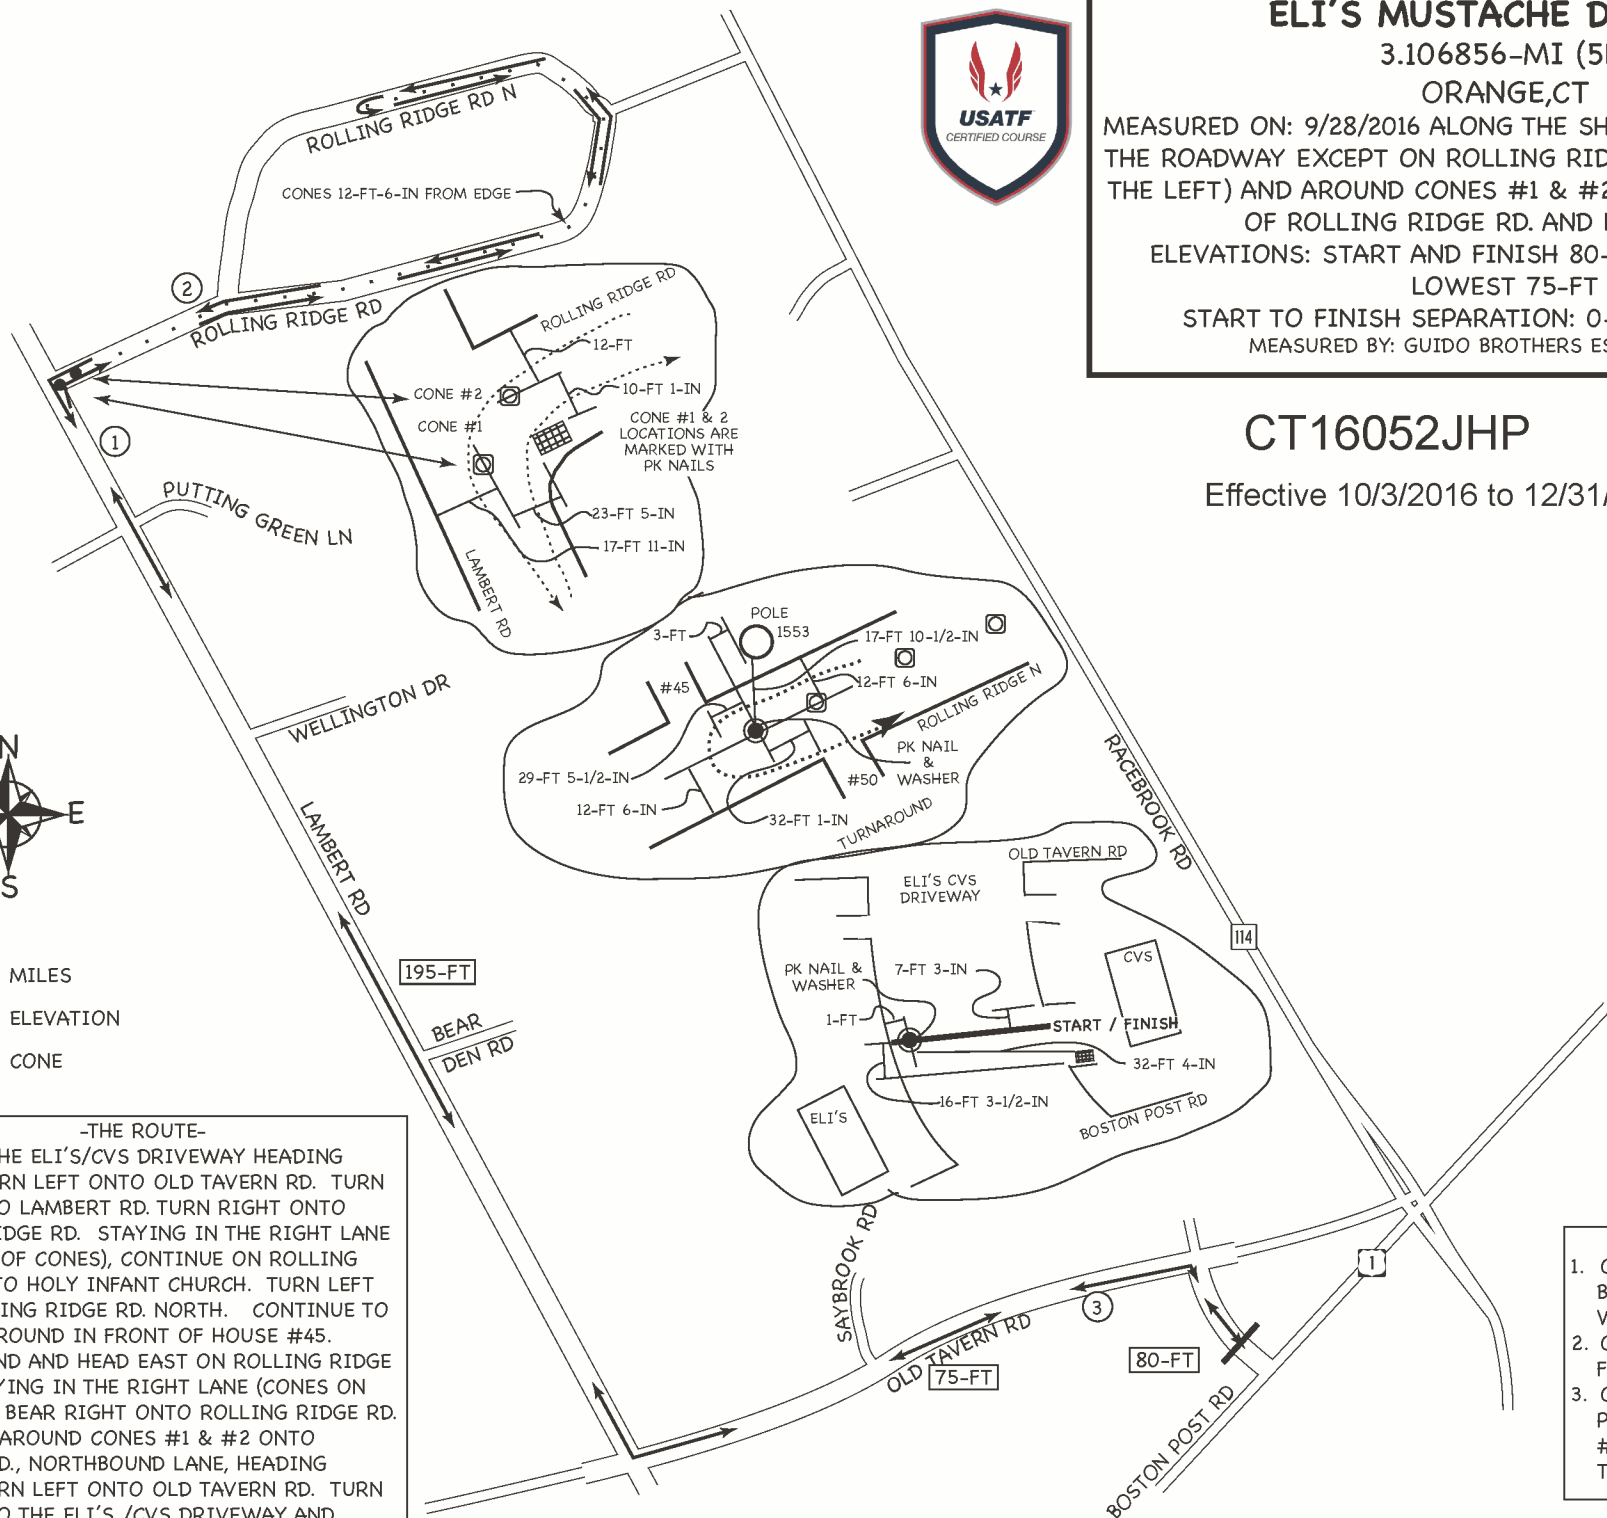 ELI'S MUSTACHE D
3.106856-MI (5
ORANGE,CT
MEASURED ON: 9/28/2016 ALONG THE SH
THE ROADWAY EXCEPT ON ROLLING RID
THE LEFT) AND AROUND CONES #1 & #2
OF ROLLING RIDGE RD. AND
ELEVATIONS: START AND FINISH 80-
LOWEST 75-FT
START TO FINISH SEPARATION: 0-
MEASURED BY: GUIDO BROTHERS ES
USATF
CERTIFIED COURSE
CT16052JHP
Effective 10/3/2016 to 12/31/
ROLLING RIDGE RD N
CONES 12-FT-6-IN FROM EDGE
2
ROLLING RIDGE RD
1
PUTTING GREEN LN
ROLLING RIDGE RD
12-FT
CONE #2
10-FT 1-IN
CONE #1
CONE #1 & 2
LOCATIONS ARE
MARKED WITH
PK NAILS
23-FT 5-IN
17-FT 11-IN
LAMBERT RD
WELLINGTON DR
POLE
1553
3-FT
17-FT 10-1/2-IN
#45
12-FT 6-IN
ROLLING RIDGE N
PK NAIL
&
WASHER
29-FT 5-1/2-IN
#50
12-FT 6-IN
32-FT 1-IN
TURNAROUND
N
E
S
LAMBERT RD
RACEBROOK RD
114
OLD TAVERN RD
ELI'S CVS
DRIVEWAY
CVS
PK NAIL &
WASHER
7-FT 3-IN
1-FT
START / FINISH
32-FT 4-IN
16-FT 3-1/2-IN
ELI'S
BOSTON POST RD
195-FT
BEAR
DEN RD
MILES
ELEVATION
CONE
-THE ROUTE-
HE ELI'S/CVS DRIVEWAY HEADING
RN LEFT ONTO OLD TAVERN RD. TURN
O LAMBERT RD. TURN RIGHT ONTO
IDGE RD. STAYING IN THE RIGHT LANE
OF CONES), CONTINUE ON ROLLING
TO HOLY INFANT CHURCH. TURN LEFT
ING RIDGE RD. NORTH. CONTINUE TO
ROUND IN FRONT OF HOUSE #45.
ND AND HEAD EAST ON ROLLING RIDGE
YING IN THE RIGHT LANE (CONES ON
BEAR RIGHT ONTO ROLLING RIDGE RD.
AROUND CONES #1 & #2 ONTO
D., NORTHBOUND LANE, HEADING
RN LEFT ONTO OLD TAVERN RD. TURN
O THE ELI'S /CVS DRIVEWAY AND
SAYBROOK RD
OLD TAVERN RD
75-FT
3
80-FT
1
BOSTON POST RD
1.
2.
3.